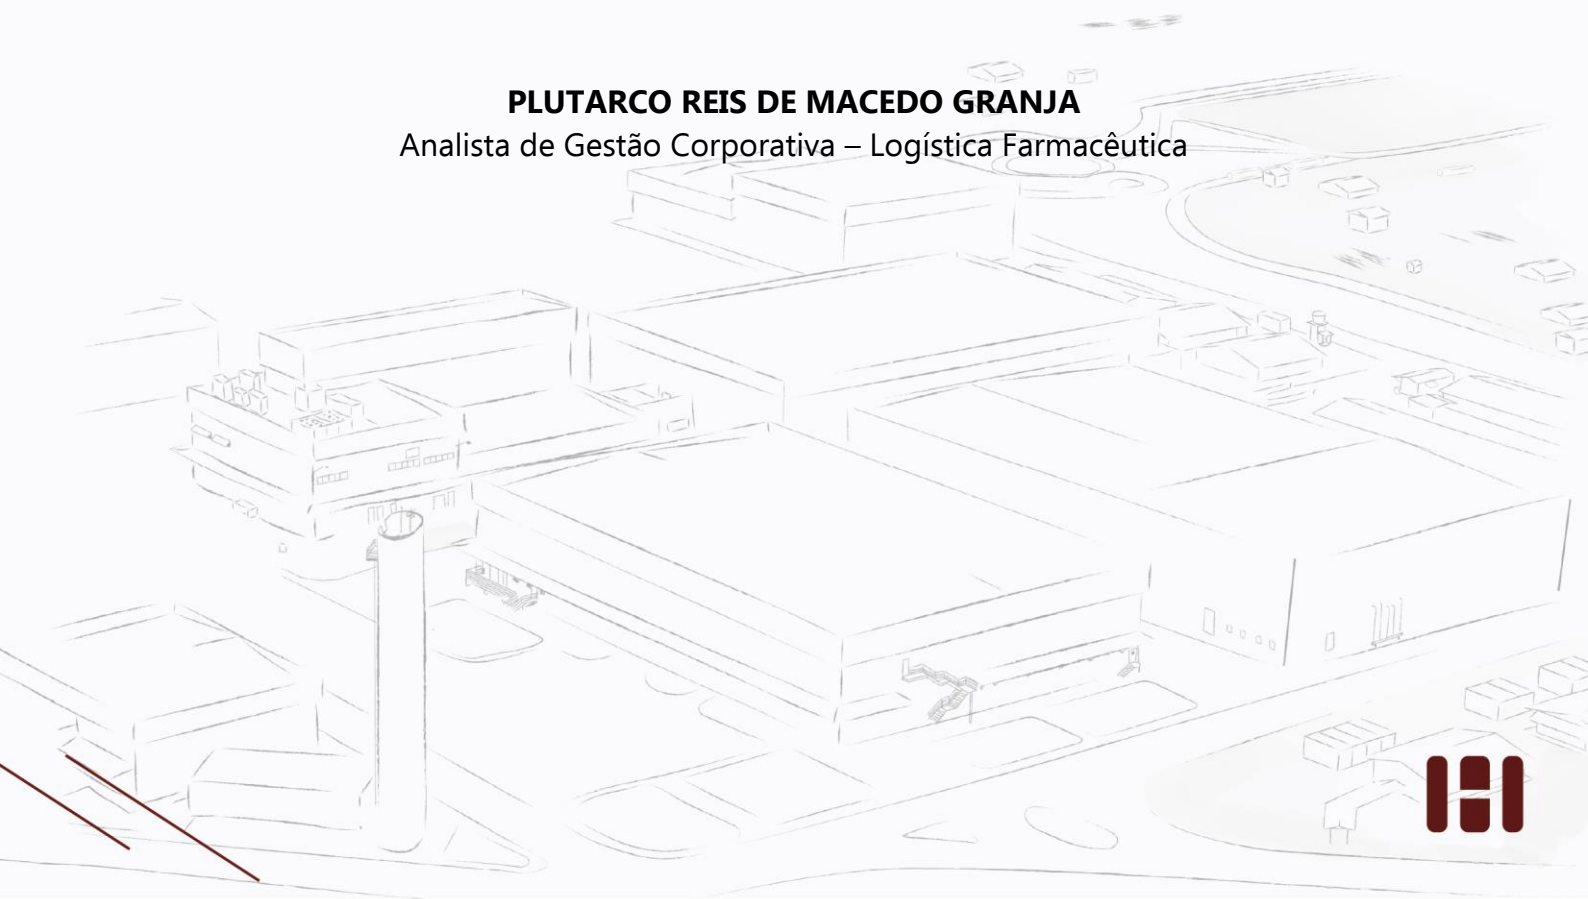 PLUTARCO REIS DE MACEDO GRANJA
Analista de Gestão Corporativa – Logística Farmacêutica